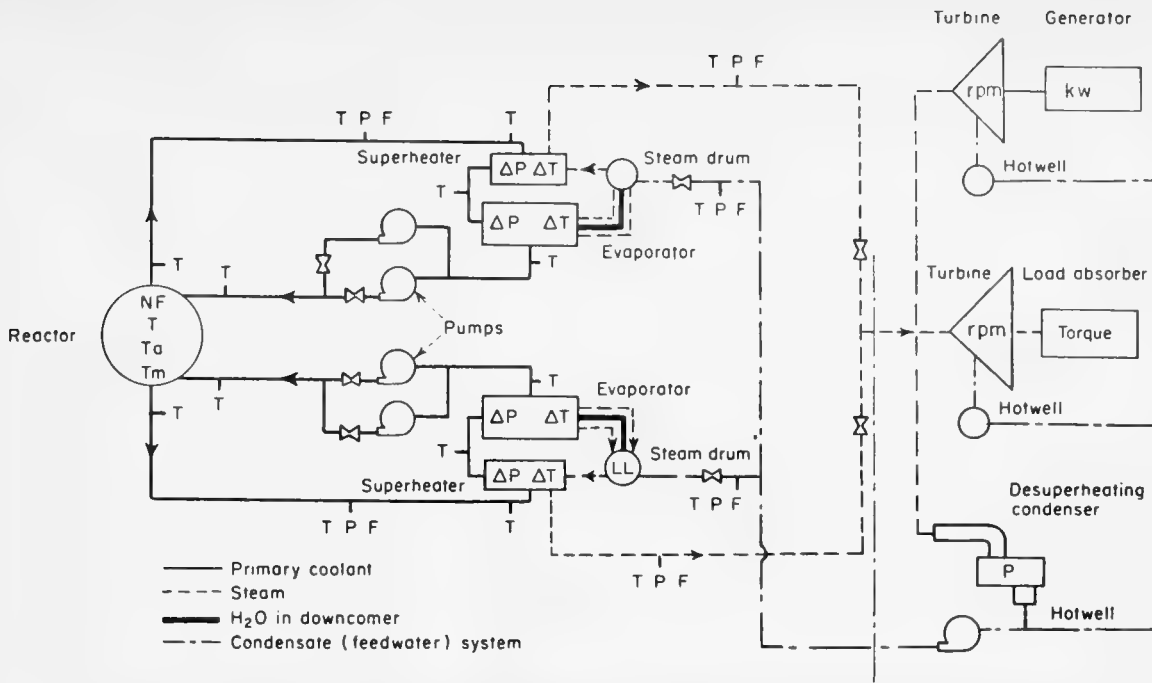 Turbine Generator
T P F
rpm kw
T P F T
Superheater ΔP ΔT Steam drum
Hotwell
T
T P F
ΔP ΔT
Evaporator
T T T
NF
T
Ta
Tm
Reactor
Pumps
Turbine Load absorber
rpm Torque
T T T
Evaporator
ΔP ΔT
Hotwell
T
LL
Steam drum
ΔP ΔT
Superheater
T P F
T P F T
T P F
Desuperheating
condenser
P
Hotwell
Primary coolant
Steam
H₂O in downcomer
Condensate (feedwater) system